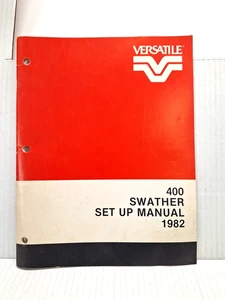 VERSATILE
400
SWATHER
SET UP MANUAL
1982